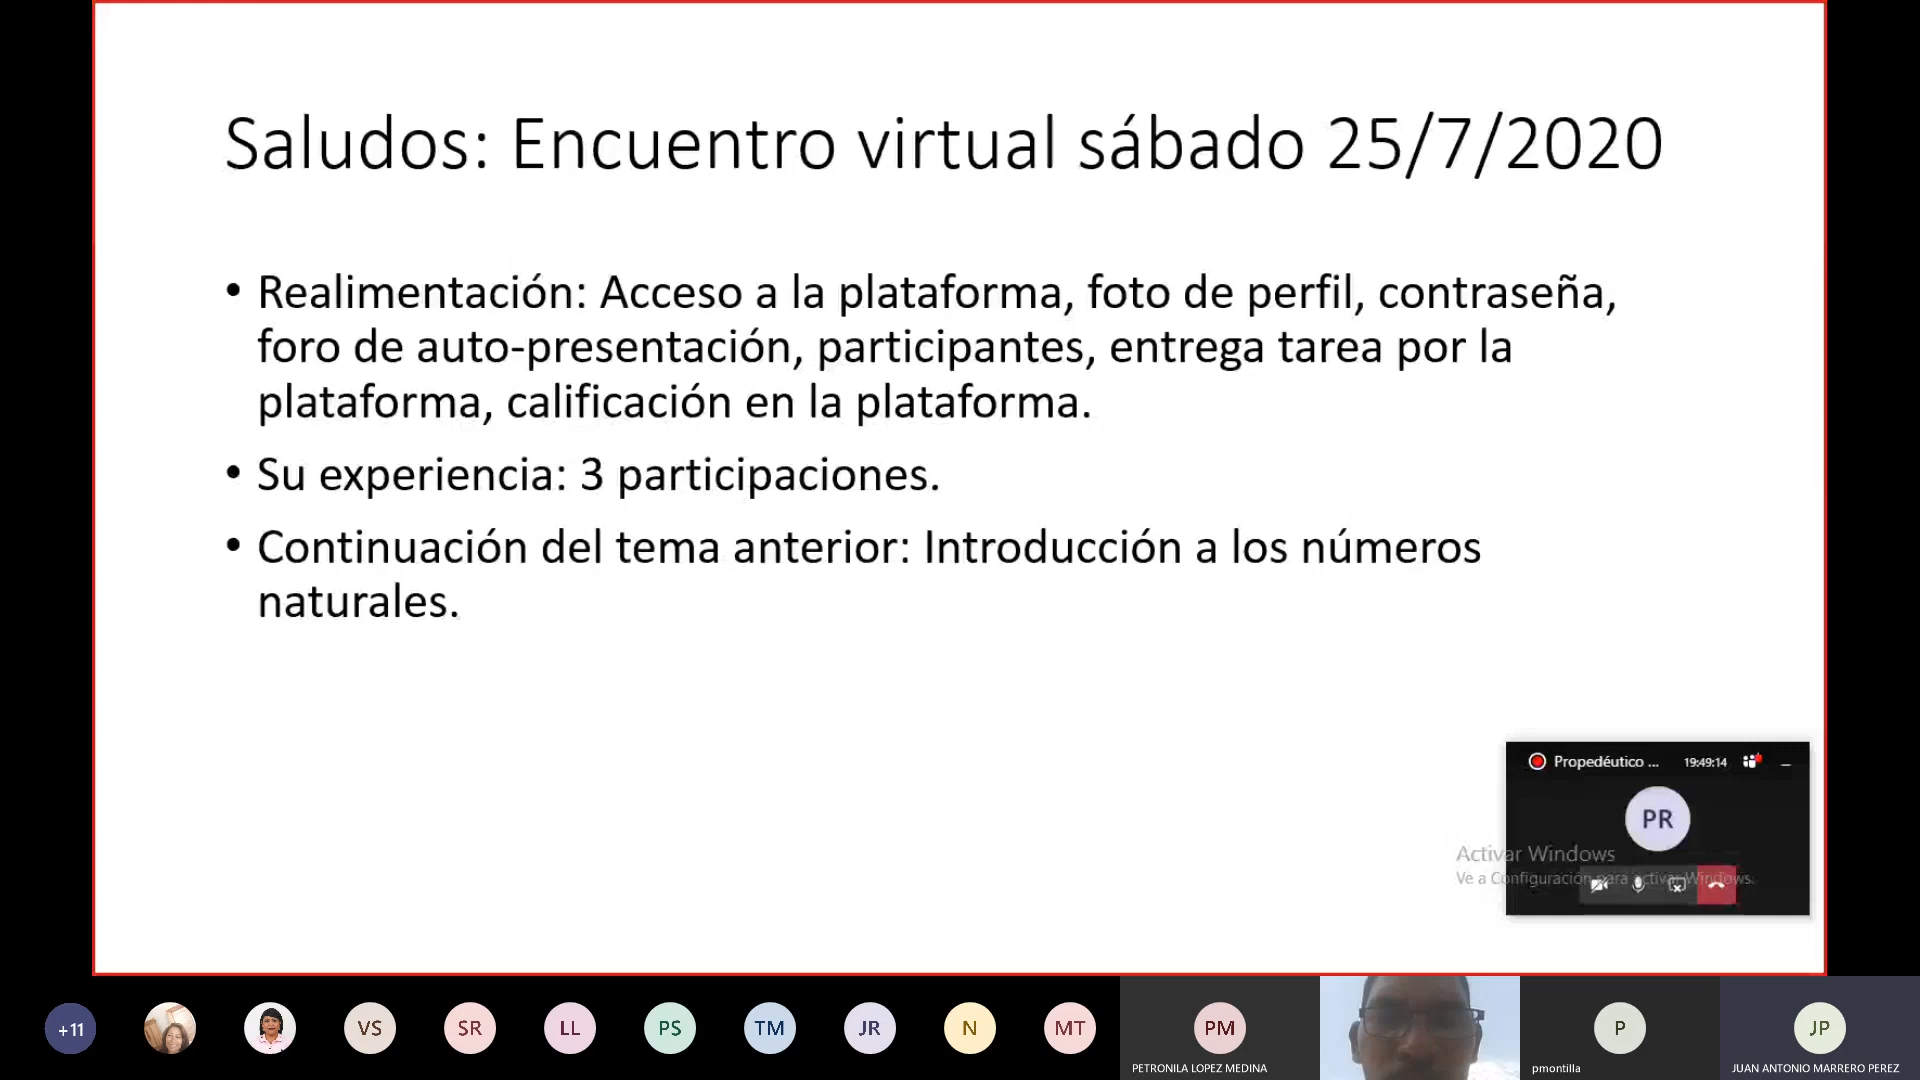 Saludos: Encuentro virtual sábado 25/7/2020
• Realimentación: Acceso a la plataforma, foto de perfil, contraseña,
foro de auto-presentación, participantes, entrega tarea por la
plataforma, calificación en la plataforma.
• Su experiencia: 3 participaciones.
• Continuación del tema anterior: Introducción a los números
naturales.
Propedéutico ... 19:49:14
PR
Activar Windows
Ve a Configuración para activar Windows.
+11 VS SR LL PS TM JR N MT PM P JP
PETRONILA LOPEZ MEDINA pmontilla JUAN ANTONIO MARRERO PEREZ